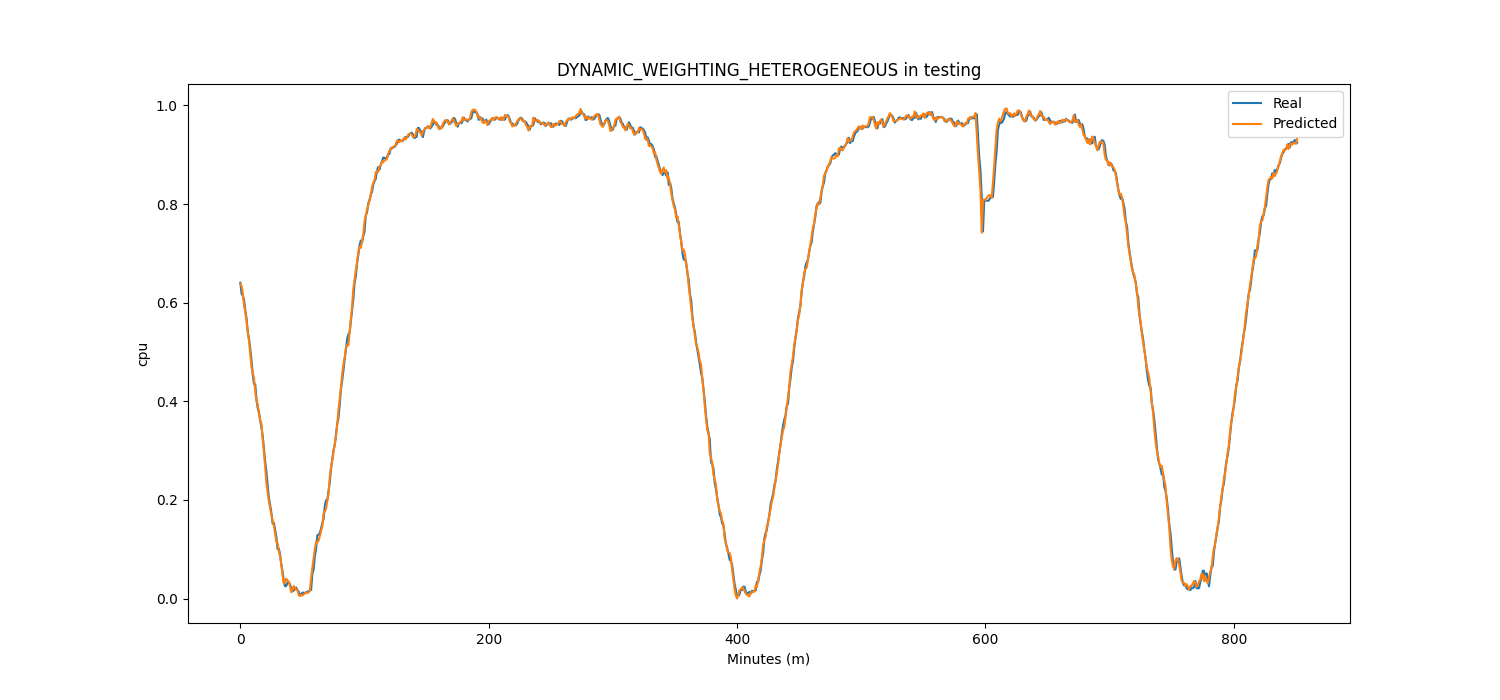 DYNAMIC_WEIGHTING_HETEROGENEOUS in testing
Real
Predicted
1.0
0.8
0.6
0.4
0.2
0.0
cpu
0
200
400
600
800
Minutes (m)